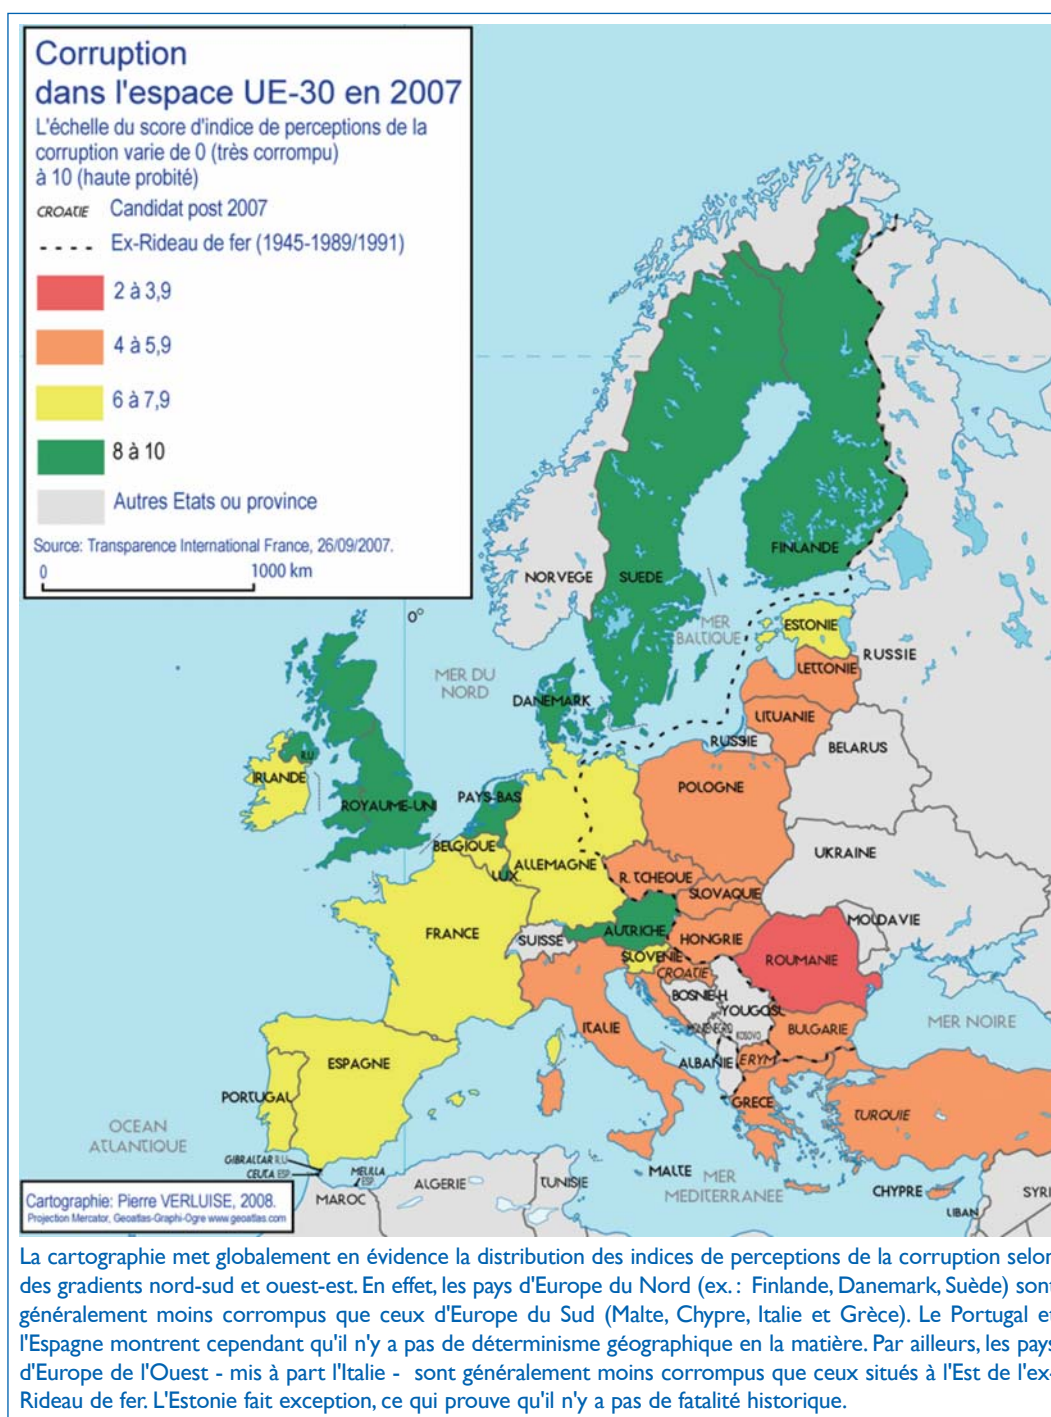 Corruption
dans l'espace UE-30 en 2007
L'échelle du score d'indice de perceptions de la
corruption varie de 0 (très corrompu)
à 10 (haute probité)
CROATIE Candidat post 2007
Ex-Rideau de fer (1945-1989/1991)
2 à 3,9
4 à 5,9
6 à 7,9
8 à 10
Autres Etats ou province
Source: Transparence International France, 26/09/2007.
0 1000 km
0°
NORVEGE
SUEDE
FINLANDE
MER
BALTIQUE
ESTONIE
RUSSIE
LETTONIE
MER DU
NORD
DANEMARK
LITUANIE
RUSSIE
BELARUS
R.U.
IRLANDE
ROYAUME-UNI
PAYS-BAS
POLOGNE
BELGIQUE
UKRAINE
LUX.
ALLEMAGNE
R. TCHEQUE
SLOVAQUIE
MOLDAVIE
FRANCE
SUISSE
AUTRICHE
HONGRIE
ROUMANIE
SLOVENIE
CROATIE
BOSNIE-H.
YOUGOSL.
MER NOIRE
ITALIE
MONTENEGRO
KOSOVO
BULGARIE
ESPAGNE
ALBANIE
ERYM
PORTUGAL
GRECE
TURQUIE
OCEAN
ATLANTIQUE
GIBRALTAR R.U.
CEUTA ESP.
MELILLA
ESP.
MAROC
ALGERIE
TUNISIE
MALTE
MER
MEDITERRANEE
CHYPRE
LIBAN
SYRI
Cartographie: Pierre VERLUISE, 2008.
Projection Mercator, Geoatlas-Graphi-Ogre www.geoatlas.com
La cartographie met globalement en évidence la distribution des indices de perceptions de la corruption selon
des gradients nord-sud et ouest-est. En effet, les pays d'Europe du Nord (ex. : Finlande, Danemark, Suède) sont
généralement moins corrompus que ceux d'Europe du Sud (Malte, Chypre, Italie et Grèce). Le Portugal et
l'Espagne montrent cependant qu'il n'y a pas de déterminisme géographique en la matière. Par ailleurs, les pays
d'Europe de l'Ouest - mis à part l'Italie - sont généralement moins corrompus que ceux situés à l'Est de l'ex-
Rideau de fer. L'Estonie fait exception, ce qui prouve qu'il n'y a pas de fatalité historique.